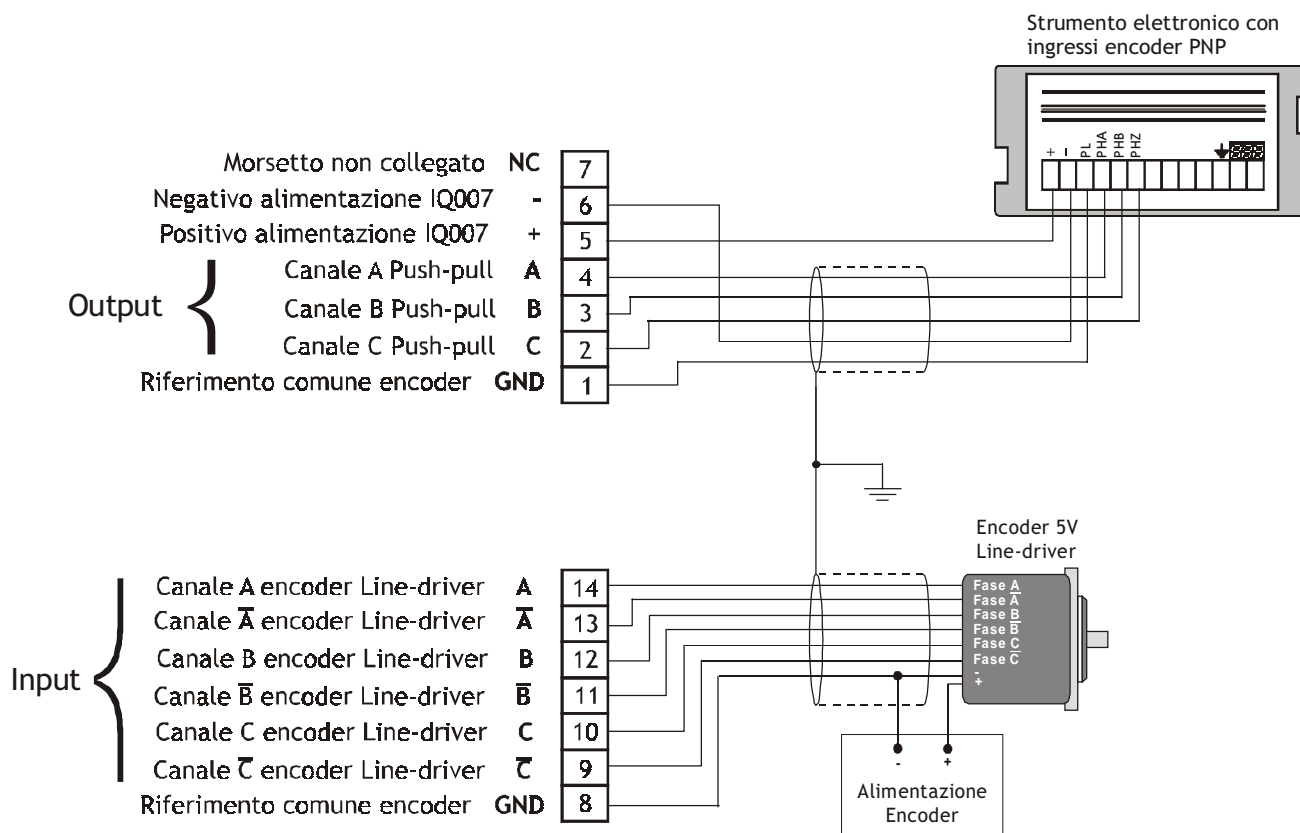 Strumento elettronico con
ingressi encoder PNP
+ - PL PHA PHB PHZ
Morsetto non collegato NC 7
Negativo alimentazione IQ007 - 6
Positivo alimentazione IQ007 + 5
Output
Canale A Push-pull A 4
Canale B Push-pull B 3
Canale C Push-pull C 2
Riferimento comune encoder GND 1
Encoder 5V
Line-driver
Input
Canale A encoder Line-driver A 14
Canale A̅ encoder Line-driver A̅ 13
Canale B encoder Line-driver B 12
Canale B̅ encoder Line-driver B̅ 11
Canale C encoder Line-driver C 10
Canale C̅ encoder Line-driver C̅ 9
Riferimento comune encoder GND 8
Fase A
Fase A̅
Fase B
Fase B̅
Fase C
Fase C̅
-
+
- +
Alimentazione
Encoder